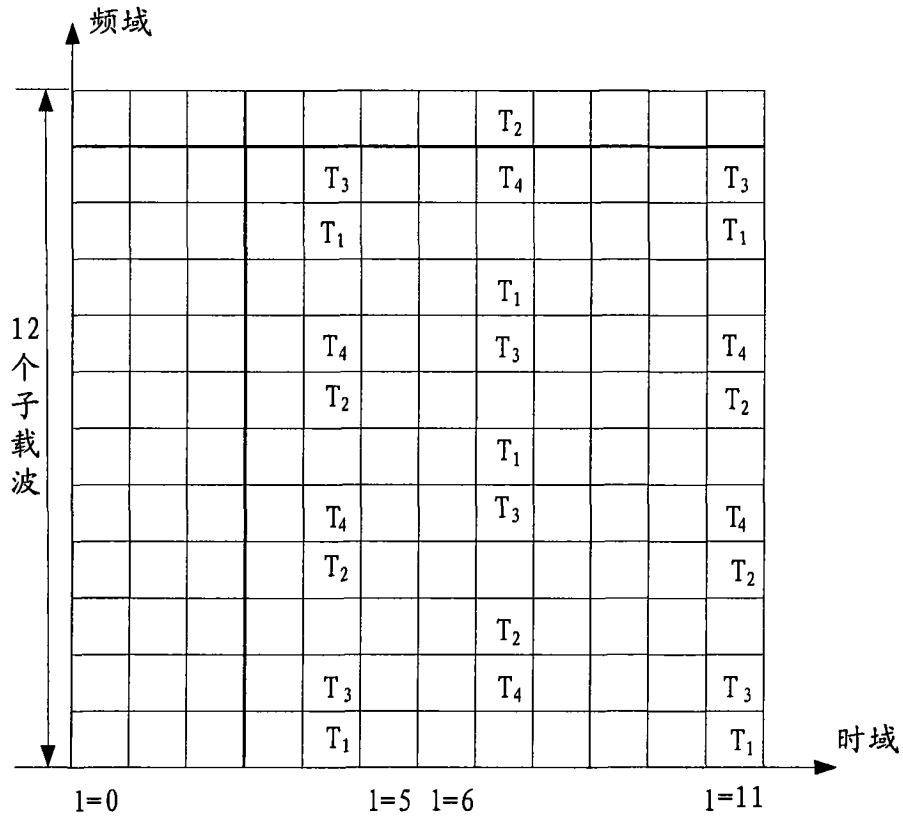 频域
T₂
T₃ T₄ T₃
T₁ T₁
T₁
T₄ T₃ T₄
T₂ T₂
T₁
T₄ T₃ T₄
T₂ T₂
T₂
T₃ T₄ T₃
T₁ T₁
12
个
子
载
波
时域
l=0 l=5 l=6 l=11